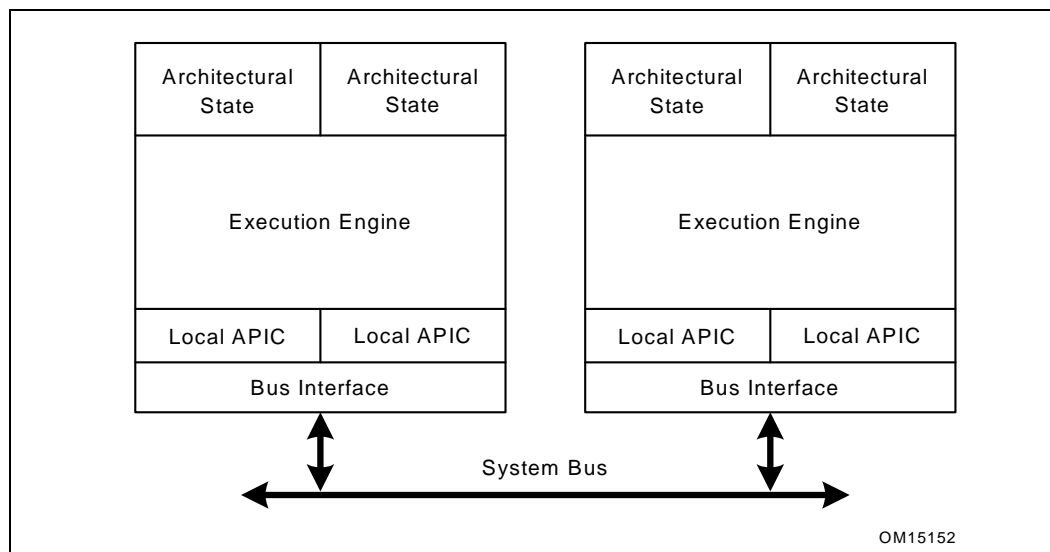 Architectural
State
Architectural
State
Architectural
State
Architectural
State
Execution Engine
Execution Engine
Local APIC
Local APIC
Local APIC
Local APIC
Bus Interface
Bus Interface
System Bus
OM15152